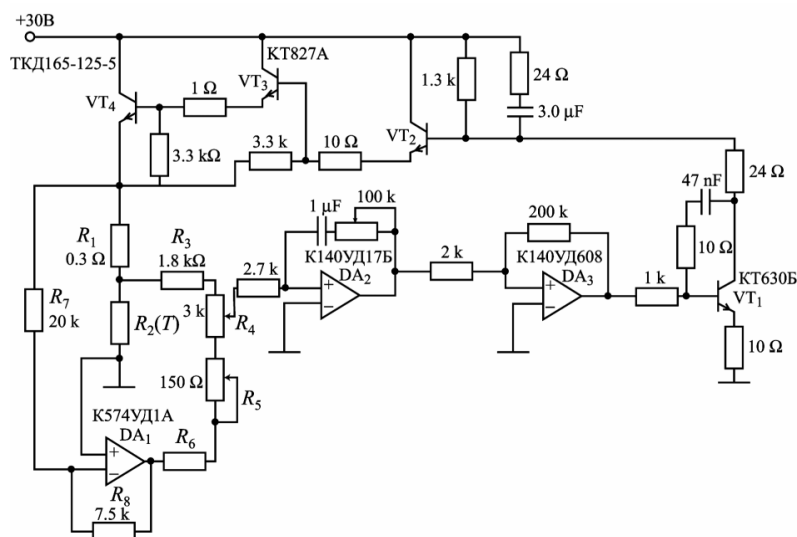 +30В
ТКД165-125-5
VT4
1 Ω
КТ827А
VT3
1.3 k
24 Ω
3.0 μF
VT2
3.3 kΩ
3.3 k
10 Ω
24 Ω
47 nF
10 Ω
КТ630Б
VT1
10 Ω
R1
0.3 Ω
R3
1.8 kΩ
1 μF
100 k
К140УД17Б
DA2
2.7 k
2 k
200 k
К140УД608
DA3
1 k
R7
20 k
R2(T)
3 k
R4
150 Ω
R5
К574УД1А
DA1
R6
R8
7.5 k
+
−
+
−
+
−